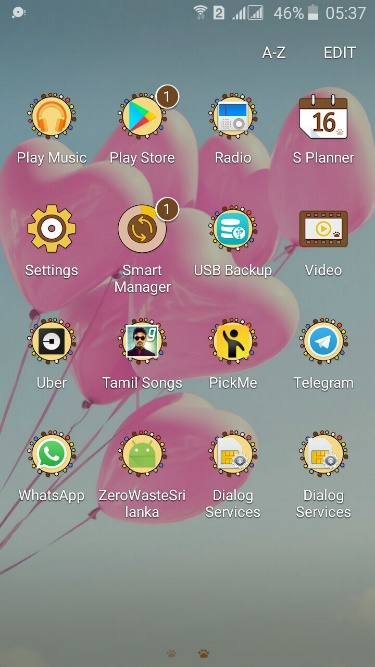 2 46% 05:37
A-Z EDIT
1
Play Music Play Store Radio 16 S Planner
1
Settings Smart Manager USB Backup Video
g
Uber Tamil Songs PickMe Telegram
WhatsApp ZeroWasteSri lanka Dialog Services Dialog Services